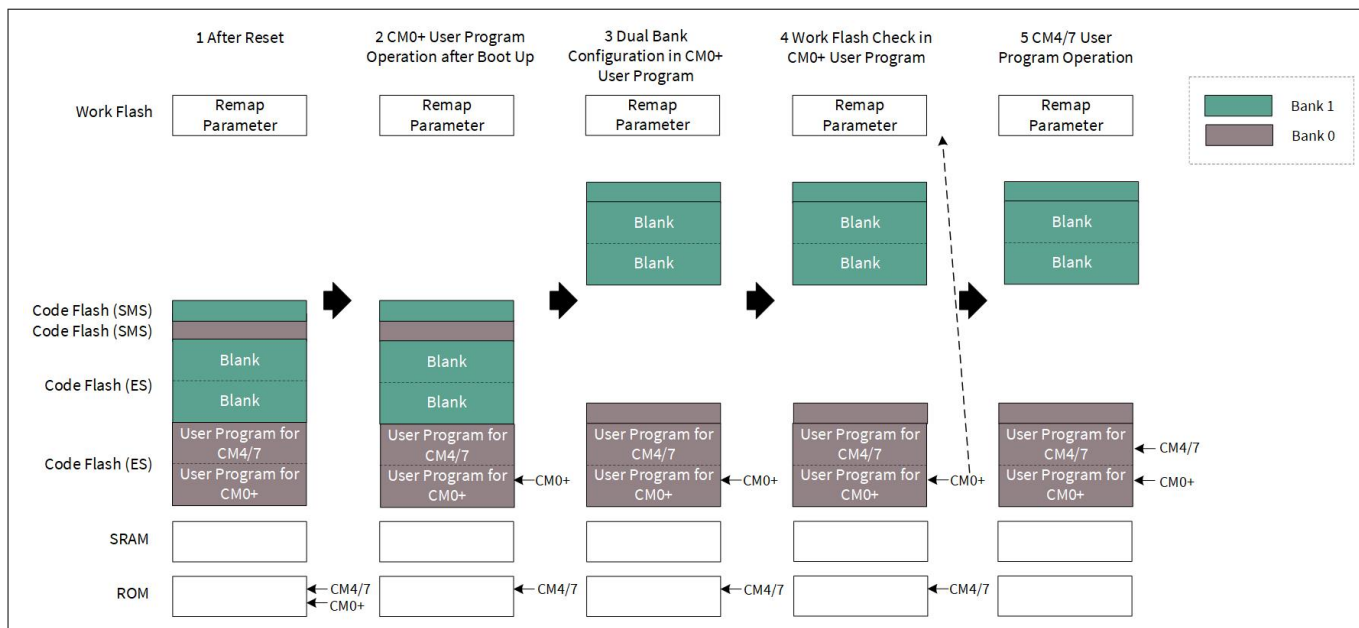 1 After Reset
2 CM0+ User Program
Operation after Boot Up
3 Dual Bank
Configuration in CM0+
User Program
4 Work Flash Check in
CM0+ User Program
5 CM4/7 User
Program Operation
Work Flash
Remap
Parameter
Remap
Parameter
Remap
Parameter
Remap
Parameter
Remap
Parameter
Bank 1
Bank 0
Blank
Blank
Blank
Blank
Blank
Blank
Code Flash (SMS)
Code Flash (SMS)
Code Flash (ES)
Blank
Blank
Blank
Blank
Code Flash (ES)
User Program for
CM4/7
User Program for
CM0+
User Program for
CM4/7
User Program for
CM0+
CM0+
User Program for
CM4/7
User Program for
CM0+
CM0+
User Program for
CM4/7
User Program for
CM0+
CM0+
User Program for
CM4/7
User Program for
CM0+
CM4/7
CM0+
SRAM
ROM
CM4/7
CM0+
CM4/7
CM4/7
CM4/7